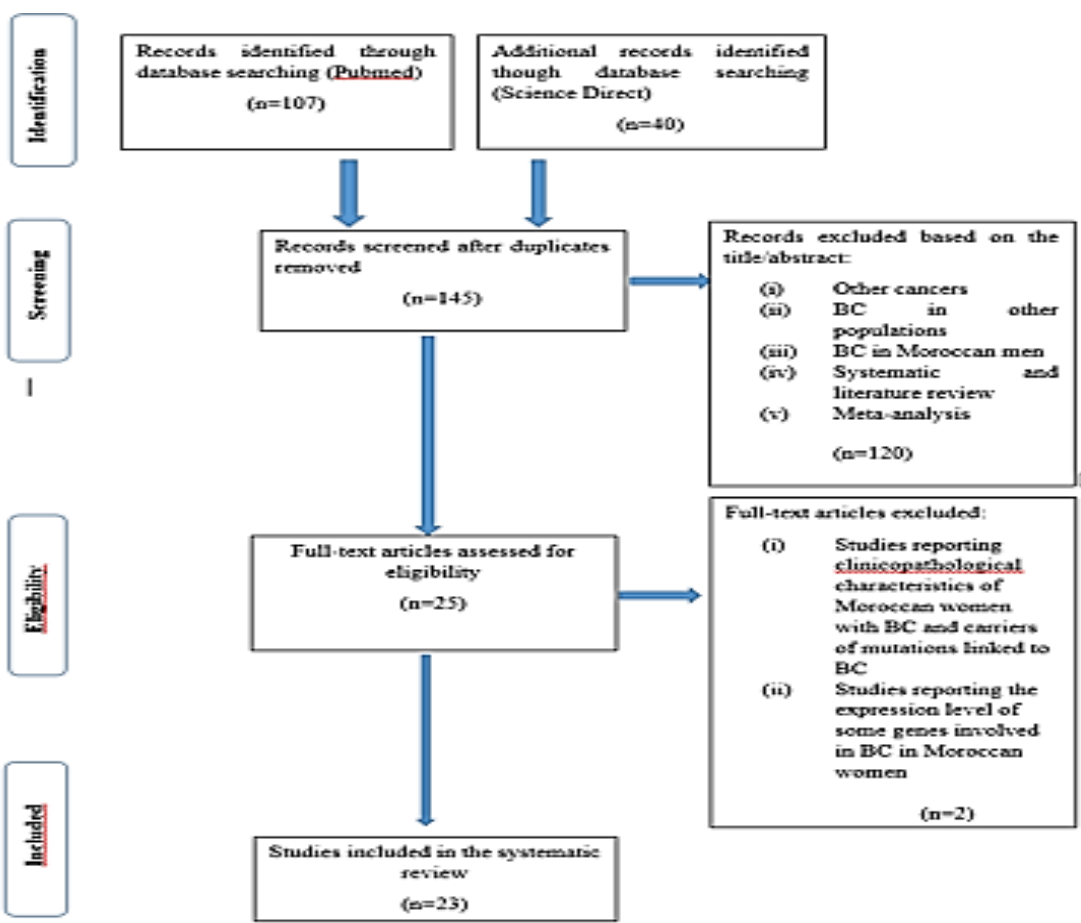 Identification
Records identified through
database searching (Pubmed)
(n=107)
Additional records identified
though database searching
(Science Direct)
(n=40)
Screening
Records screened after duplicates
removed
(n=145)
Records excluded based on the
title/abstract:
(i) Other cancers
(ii) BC in other
populations
(iii) BC in Moroccan men
(iv) Systematic and
literature review
(v) Meta-analysis
(n=120)
Eligibility
Full-text articles assessed for
eligibility
(n=25)
Full-text articles excluded:
(i) Studies reporting
clinicopathological
characteristics of
Moroccan women
with BC and carriers
of mutations linked to
BC
(ii) Studies reporting the
expression level of
some genes involved
in BC in Moroccan
women
(n=2)
Included
Studies included in the systematic
review
(n=23)